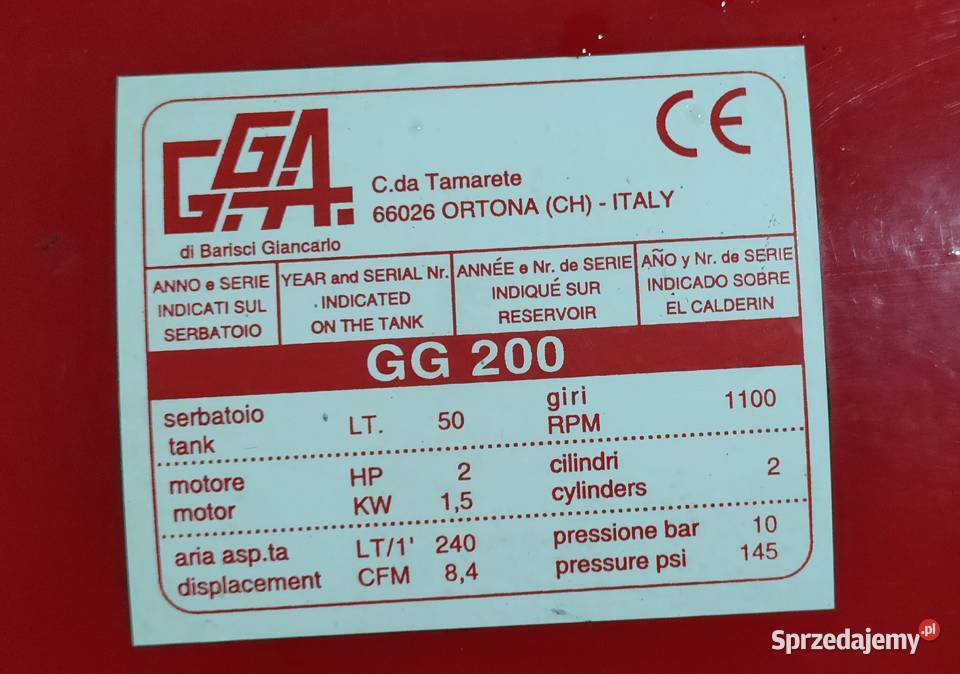 G.G.A.
CE
C.da Tamarete
66026 ORTONA (CH) - ITALY
di Barisci Giancarlo
ANNO e SERIE
INDICATI SUL
SERBATOIO
YEAR and SERIAL Nr.
INDICATED
ON THE TANK
ANNÉE e Nr. de SERIE
INDIQUÉ SUR
RESERVOIR
AÑO y Nr. de SERIE
INDICADO SOBRE
EL CALDERIN
GG 200
serbatoio
tank
LT. 50
giri
RPM
1100
motore
motor
HP 2
KW 1,5
cilindri
cylinders
2
aria asp.ta
displacement
LT/1' 240
CFM 8,4
pressione bar 10
pressure psi 145
Sprzedajemy.pl